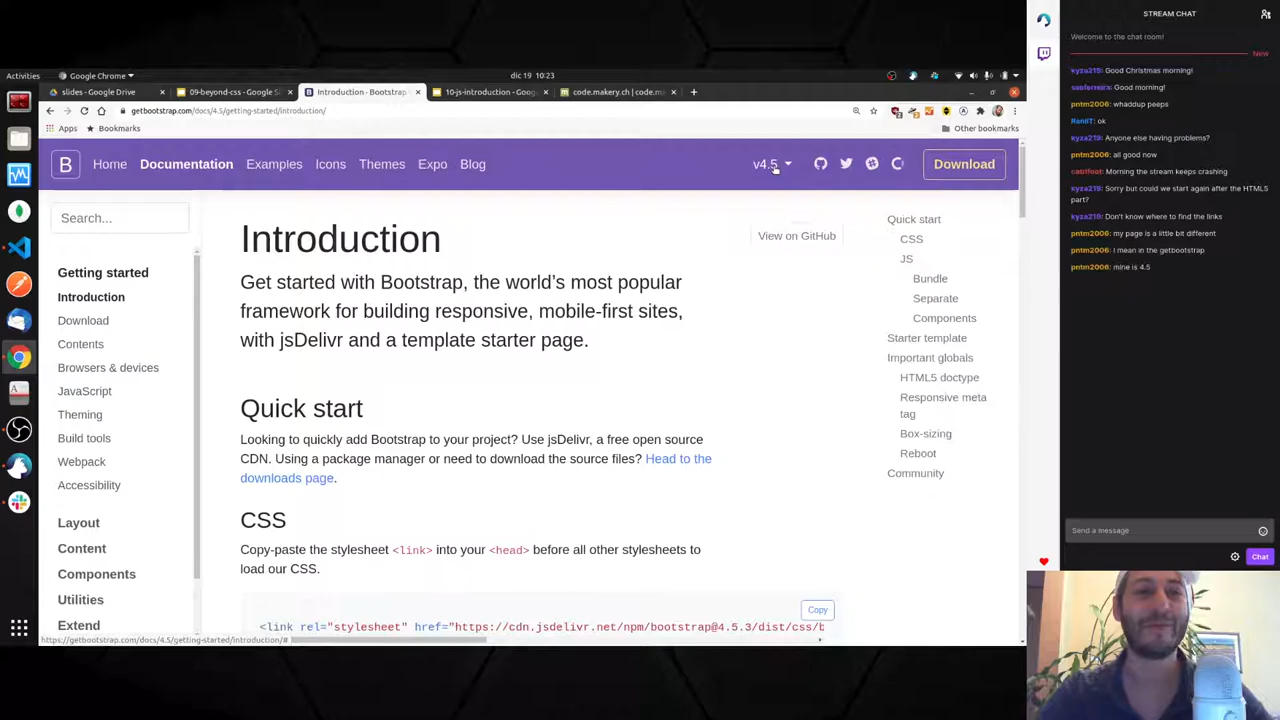 Activities
Google Chrome
dic 19 10:23
slides - Google Drive
09-beyond-css - Google Sl
Introduction - Bootstrap
10-js-introduction - Goog
code.makery.ch | code.m
getbootstrap.com/docs/4.5/getting-started/introduction/
Apps
Bookmarks
Other bookmarks
B
Home
Documentation
Examples
Icons
Themes
Expo
Blog
v4.5
Download
Search...
Getting started
Introduction
Download
Contents
Browsers & devices
JavaScript
Theming
Build tools
Webpack
Accessibility
Layout
Content
Components
Utilities
Extend
Introduction
View on GitHub
Get started with Bootstrap, the world's most popular
framework for building responsive, mobile-first sites,
with jsDelivr and a template starter page.
Quick start
Looking to quickly add Bootstrap to your project? Use jsDelivr, a free open source
CDN. Using a package manager or need to download the source files? Head to the
downloads page.
CSS
Copy-paste the stylesheet <link> into your <head> before all other stylesheets to
load our CSS.
Copy
<link rel="stylesheet" href="https://cdn.jsdelivr.net/npm/bootstrap@4.5.3/dist/css/b
https://getbootstrap.com/docs/4.5/getting-started/introduction/#
Quick start
CSS
JS
Bundle
Separate
Components
Starter template
Important globals
HTML5 doctype
Responsive meta
tag
Box-sizing
Reboot
Community
STREAM CHAT
Welcome to the chat room!
New
kyza219: Good Christmas morning!
Good morning!
pntm2006: whaddup peeps
ok
kyza219: Anyone else having problems?
pntm2006: all good now
Morning the stream keeps crashing
kyza219: Sorry but could we start again after the HTML5
part?
kyza219: Don't know where to find the links
pntm2006: my page is a little bit different
pntm2006: I mean in the getbootstrap
pntm2006: mine is 4.5
Send a message
Chat